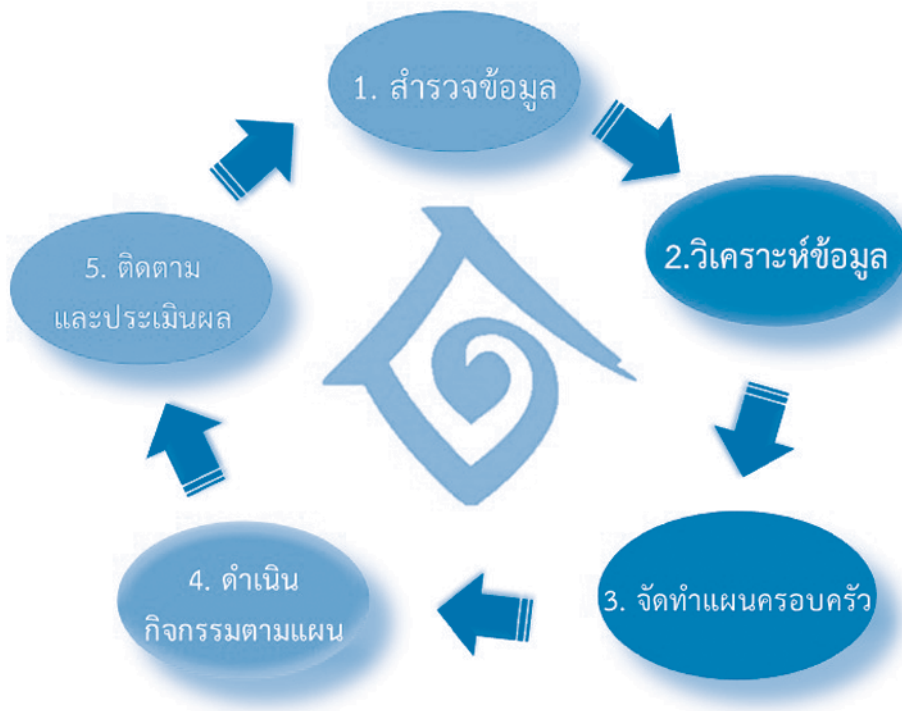 1. สำรวจข้อมูล
2.วิเคราะห์ข้อมูล
3. จัดทำแผนครอบครัว
4. ดำเนิน
กิจกรรมตามแผน
5. ติดตาม
และประเมินผล